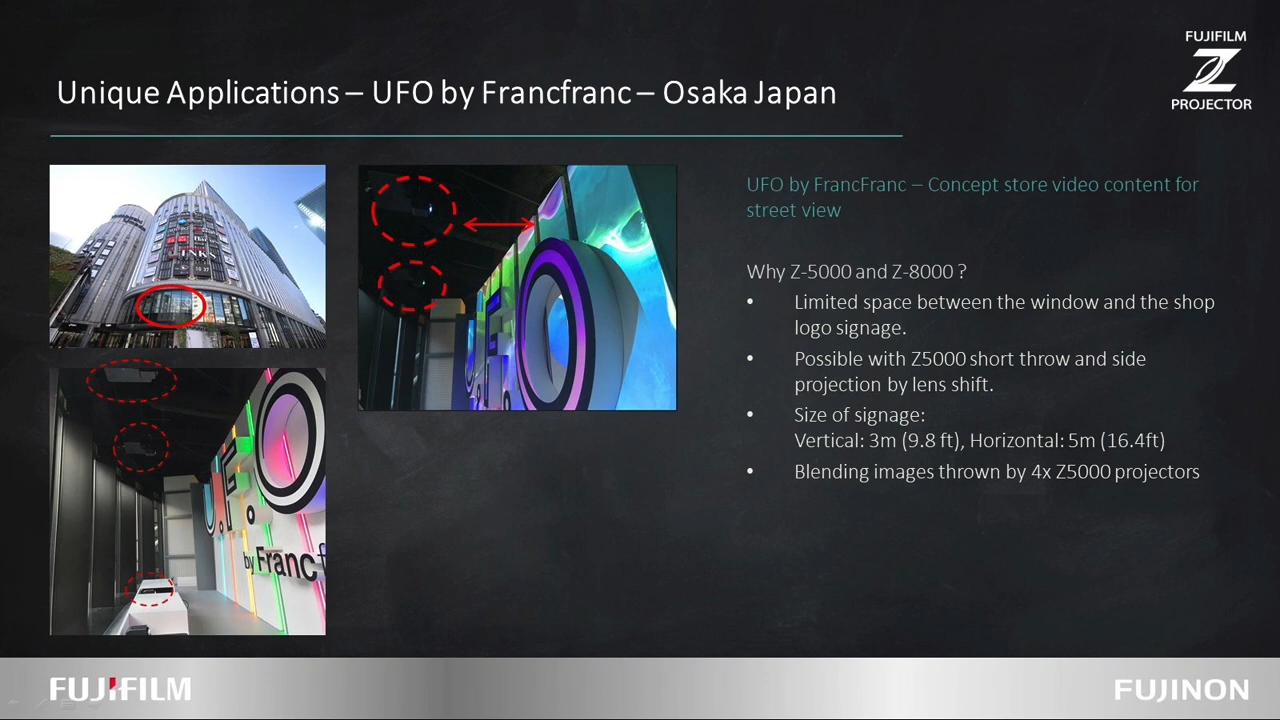 FUJIFILM
Z
PROJECTOR
Unique Applications – UFO by Francfranc – Osaka Japan
LINKS
by Francf
UFO by FrancFranc – Concept store video content for
street view
Why Z-5000 and Z-8000 ?
• Limited space between the window and the shop
logo signage.
• Possible with Z5000 short throw and side
projection by lens shift.
• Size of signage:
Vertical: 3m (9.8 ft), Horizontal: 5m (16.4ft)
• Blending images thrown by 4x Z5000 projectors
FUJIFILM
FUJINON